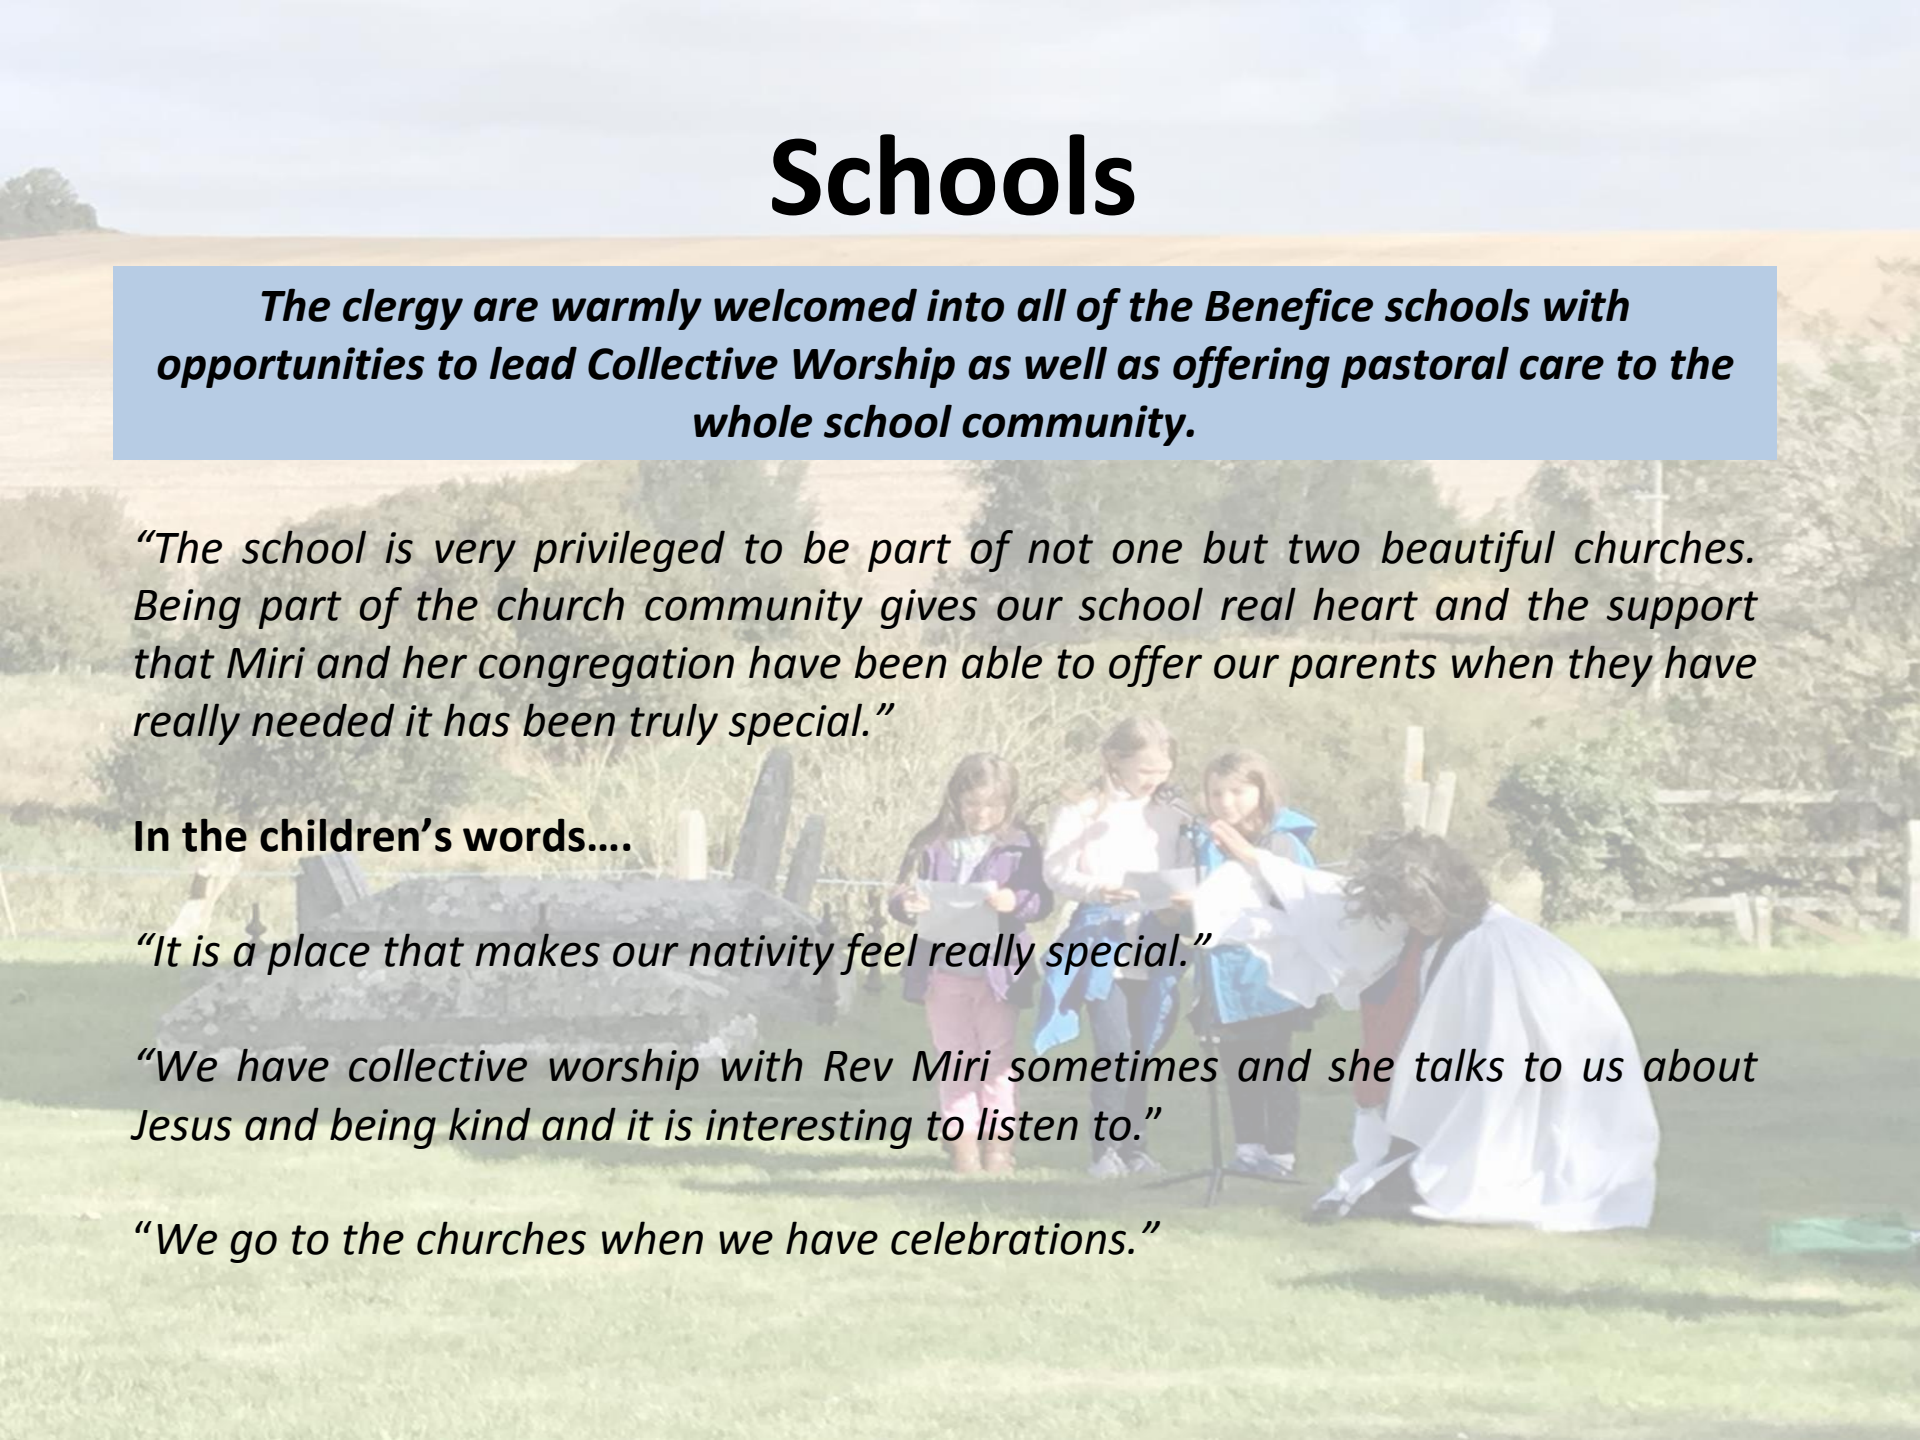 Schools
The clergy are warmly welcomed into all of the Benefice schools with
opportunities to lead Collective Worship as well as offering pastoral care to the
whole school community.
“The school is very privileged to be part of not one but two beautiful churches.
Being part of the church community gives our school real heart and the support
that Miri and her congregation have been able to offer our parents when they have
really needed it has been truly special.”
In the children’s words….
“It is a place that makes our nativity feel really special.”
“We have collective worship with Rev Miri sometimes and she talks to us about
Jesus and being kind and it is interesting to listen to.”
“We go to the churches when we have celebrations.”